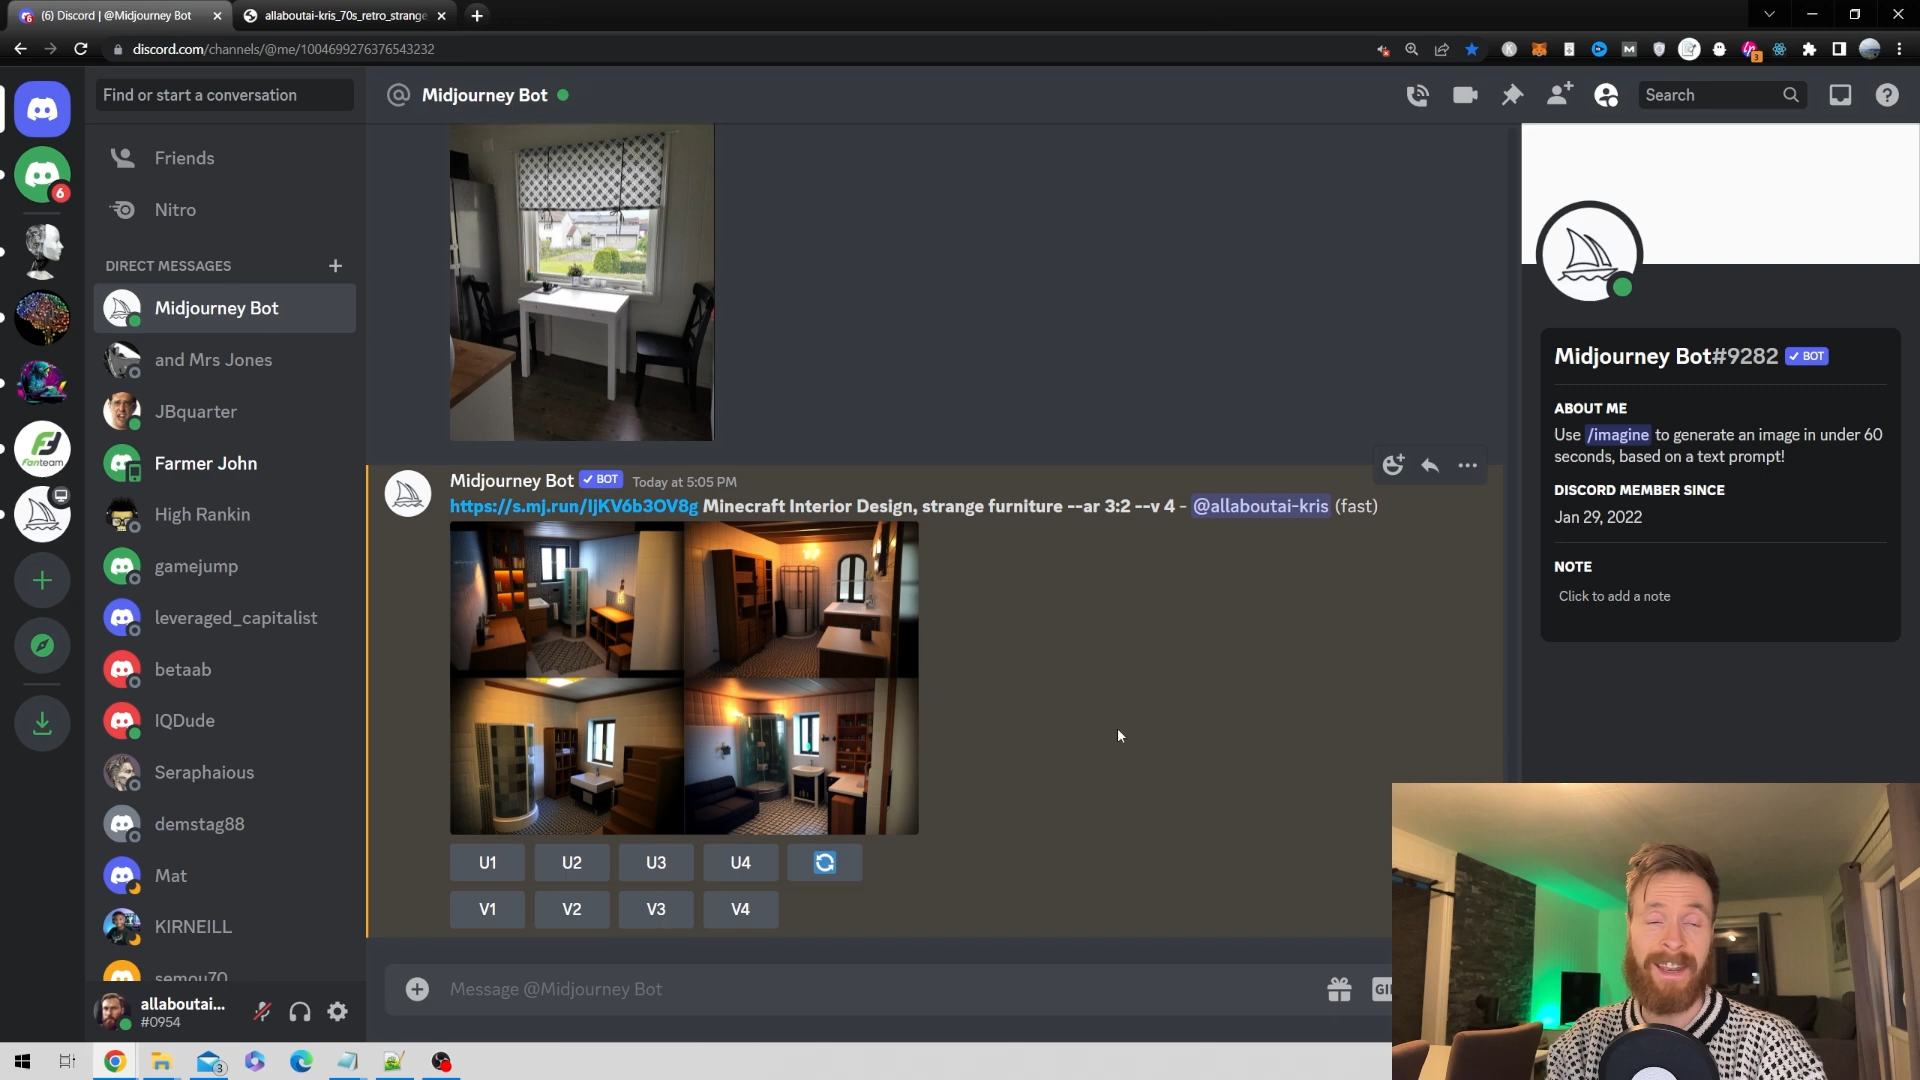 (6) Discord | @Midjourney Bot
allaboutai-kris_70s_retro_strange
discord.com/channels/@me/1004699276376543232
3
Find or start a conversation
Midjourney Bot
Search
Friends
6
Nitro
DIRECT MESSAGES
Midjourney Bot
and Mrs Jones
JBquarter
Farmer John
High Rankin
gamejump
leveraged_capitalist
betaab
IQDude
Seraphaious
demstag88
Mat
KIRNEILL
semou70
Fanteam
allaboutai...
#0954
Midjourney Bot BOT Today at 5:05 PM
https://s.mj.run/IjKV6b3OV8g Minecraft Interior Design, strange furniture --ar 3:2 --v 4 - @allaboutai-kris (fast)
U1 U2 U3 U4
V1 V2 V3 V4
Message @Midjourney Bot
Midjourney Bot#9282 BOT
ABOUT ME
Use /imagine to generate an image in under 60
seconds, based on a text prompt!
DISCORD MEMBER SINCE
Jan 29, 2022
NOTE
Click to add a note
3